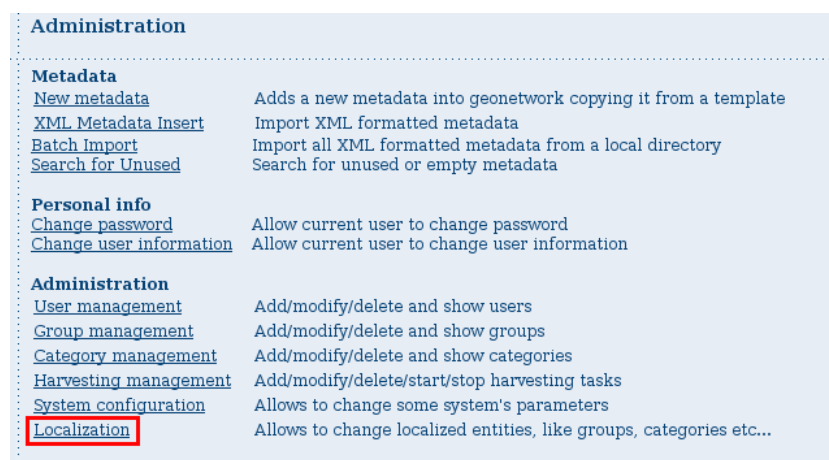 Administration
Metadata
New metadata Adds a new metadata into geonetwork copying it from a template
XML Metadata Insert Import XML formatted metadata
Batch Import Import all XML formatted metadata from a local directory
Search for Unused Search for unused or empty metadata
Personal info
Change password Allow current user to change password
Change user information Allow current user to change user information
Administration
User management Add/modify/delete and show users
Group management Add/modify/delete and show groups
Category management Add/modify/delete and show categories
Harvesting management Add/modify/delete/start/stop harvesting tasks
System configuration Allows to change some system's parameters
Localization Allows to change localized entities, like groups, categories etc...